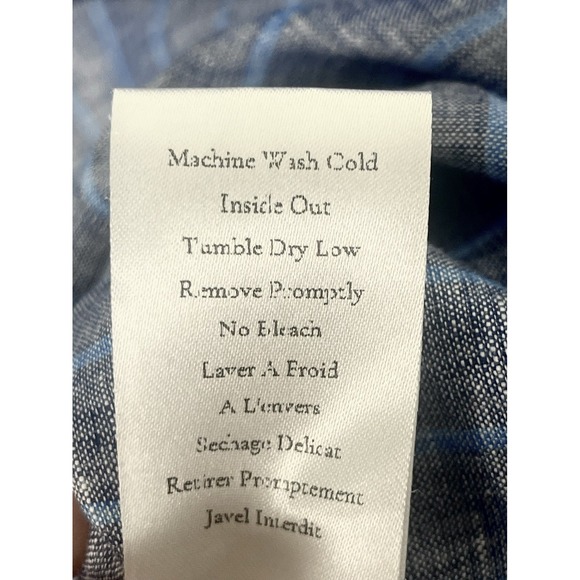 Machine Wash Cold
Inside Out
Tumble Dry Low
Remove Promptly
No Bleach
Laver A Froid
A L'envers
Sechage Delicat
Retirer Promptement
Javel Interdit